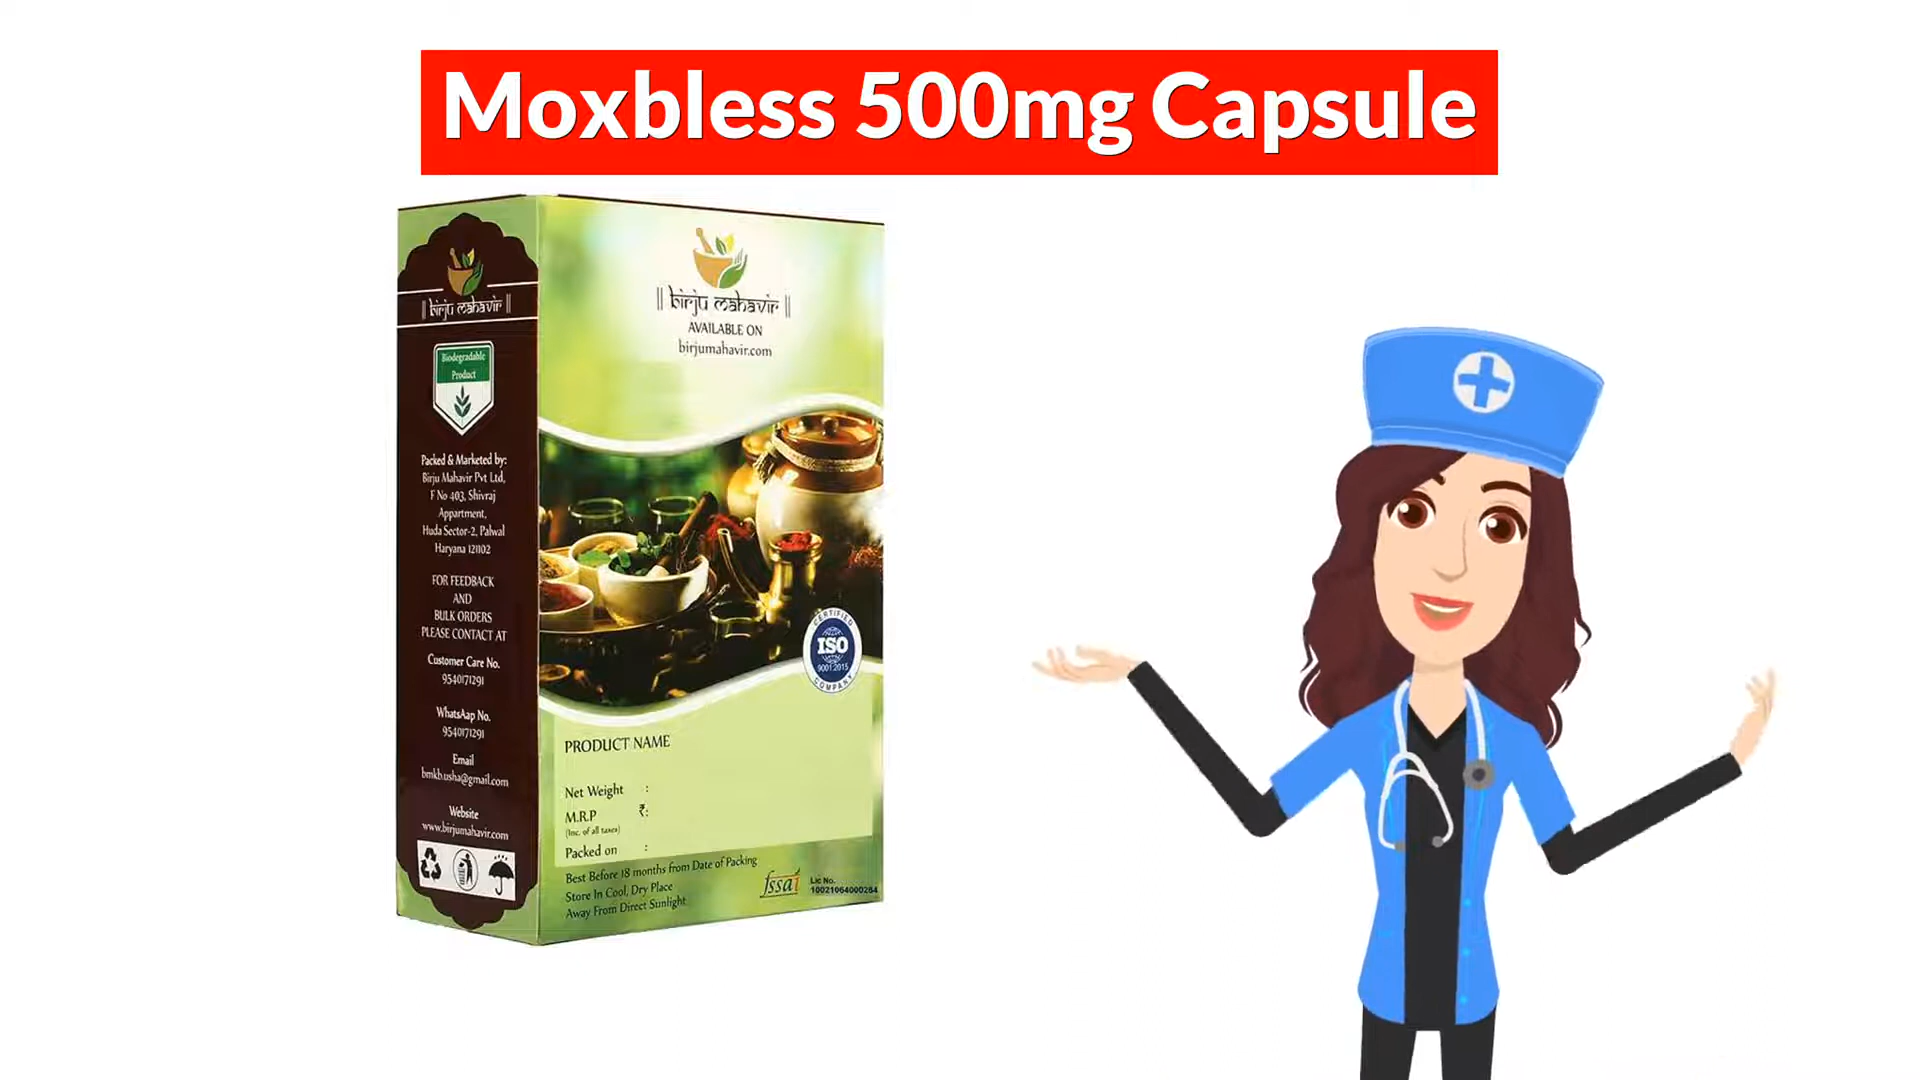 Moxbless 500mg Capsule
|| birju mahavir ||
Biodegradable
Product
Packed & Marketed by:
Birju Mahavir Pvt Ltd,
F No 403, Shivraj
Appartment,
Huda Sector-2, Palwal
Haryana 121102
FOR FEEDBACK
AND
BULK ORDERS
PLEASE CONTACT AT
Customer Care No.
9540171291
WhatsAap No.
9540171291
Email
bmkb.usha@gmail.com
Website
www.birjumahavir.com
|| birju mahavir ||
AVAILABLE ON
birjumahavir.com
CERTIFIED
ISO
9001:2015
COMPANY
PRODUCT NAME
Net Weight :
M.R.P ₹:
(Inc. of all taxes)
Packed on :
Best Before 18 months from Date of Packing
Store In Cool, Dry Place
Away From Direct Sunlight
fssai
Lic No.
10021064000284